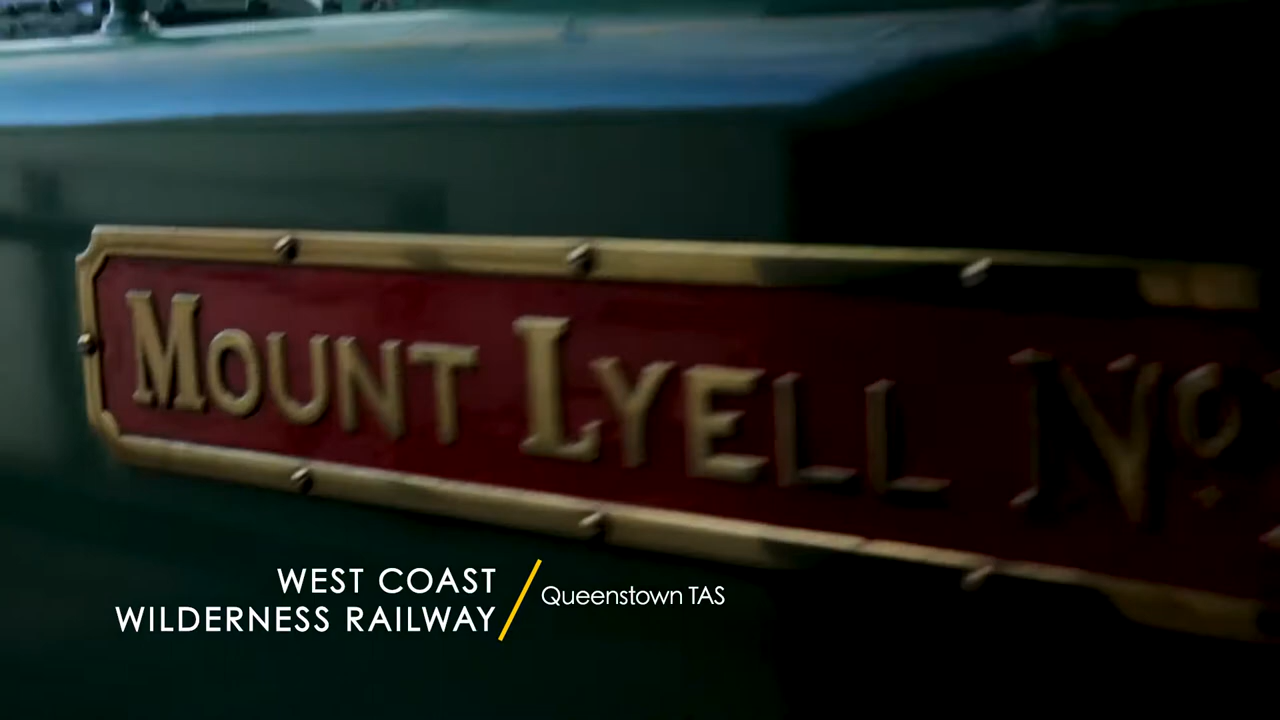 MOUNT LYELL No.
WEST COAST
WILDERNESS RAILWAY
Queenstown TAS